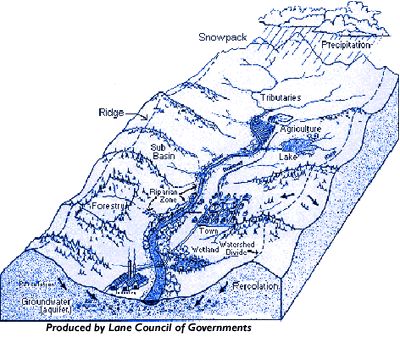 Snowpack
Precipitation
Tributaries
Ridge
Agriculture
Sub
Basin
Lake
Riparian
Zone
Forestry
Town
Wetland
Watershed
Divide
Percolation
Percolation
Groundwater
(aquifer)
Produced by Lane Council of Governments